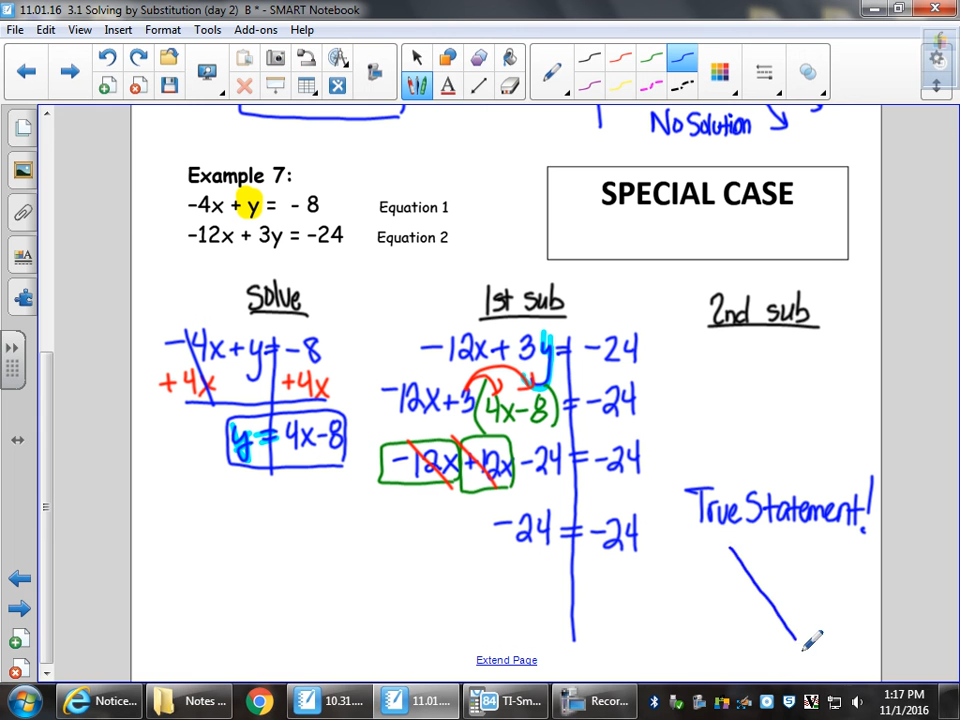 11.01.16 3.1 Solving by Substitution (day 2) B * - SMART Notebook
File Edit View Insert Format Tools Add-ons Help
No Solution
Example 7:
-4x + y = - 8 Equation 1
-12x + 3y = -24 Equation 2
SPECIAL CASE
Solve 1st sub 2nd sub
-4x + y = -8
+4x +4x
y = 4x - 8
-12x + 3y = -24
-12x + 3(4x - 8) = -24
-12x + 12x - 24 = -24
-24 = -24
True Statement!
Extend Page
Notice... Notes ... 10.31.... 11.01.... 84 TI-Sm... Recor...
1:17 PM
11/1/2016